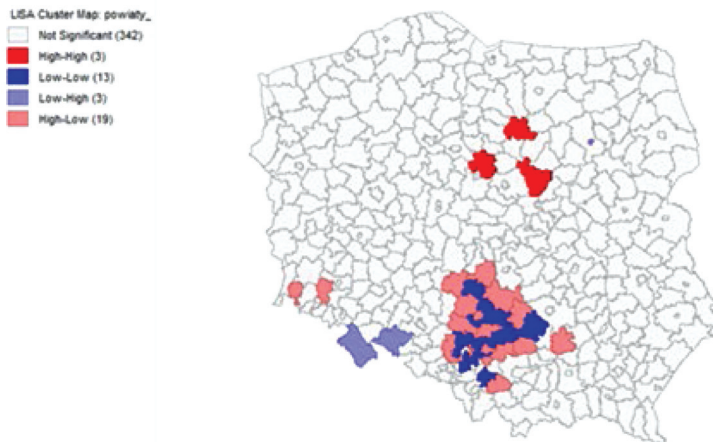 LISA Cluster Map: powiaty_
Not Significant (342)
High-High (3)
Low-Low (13)
Low-High (3)
High-Low (19)